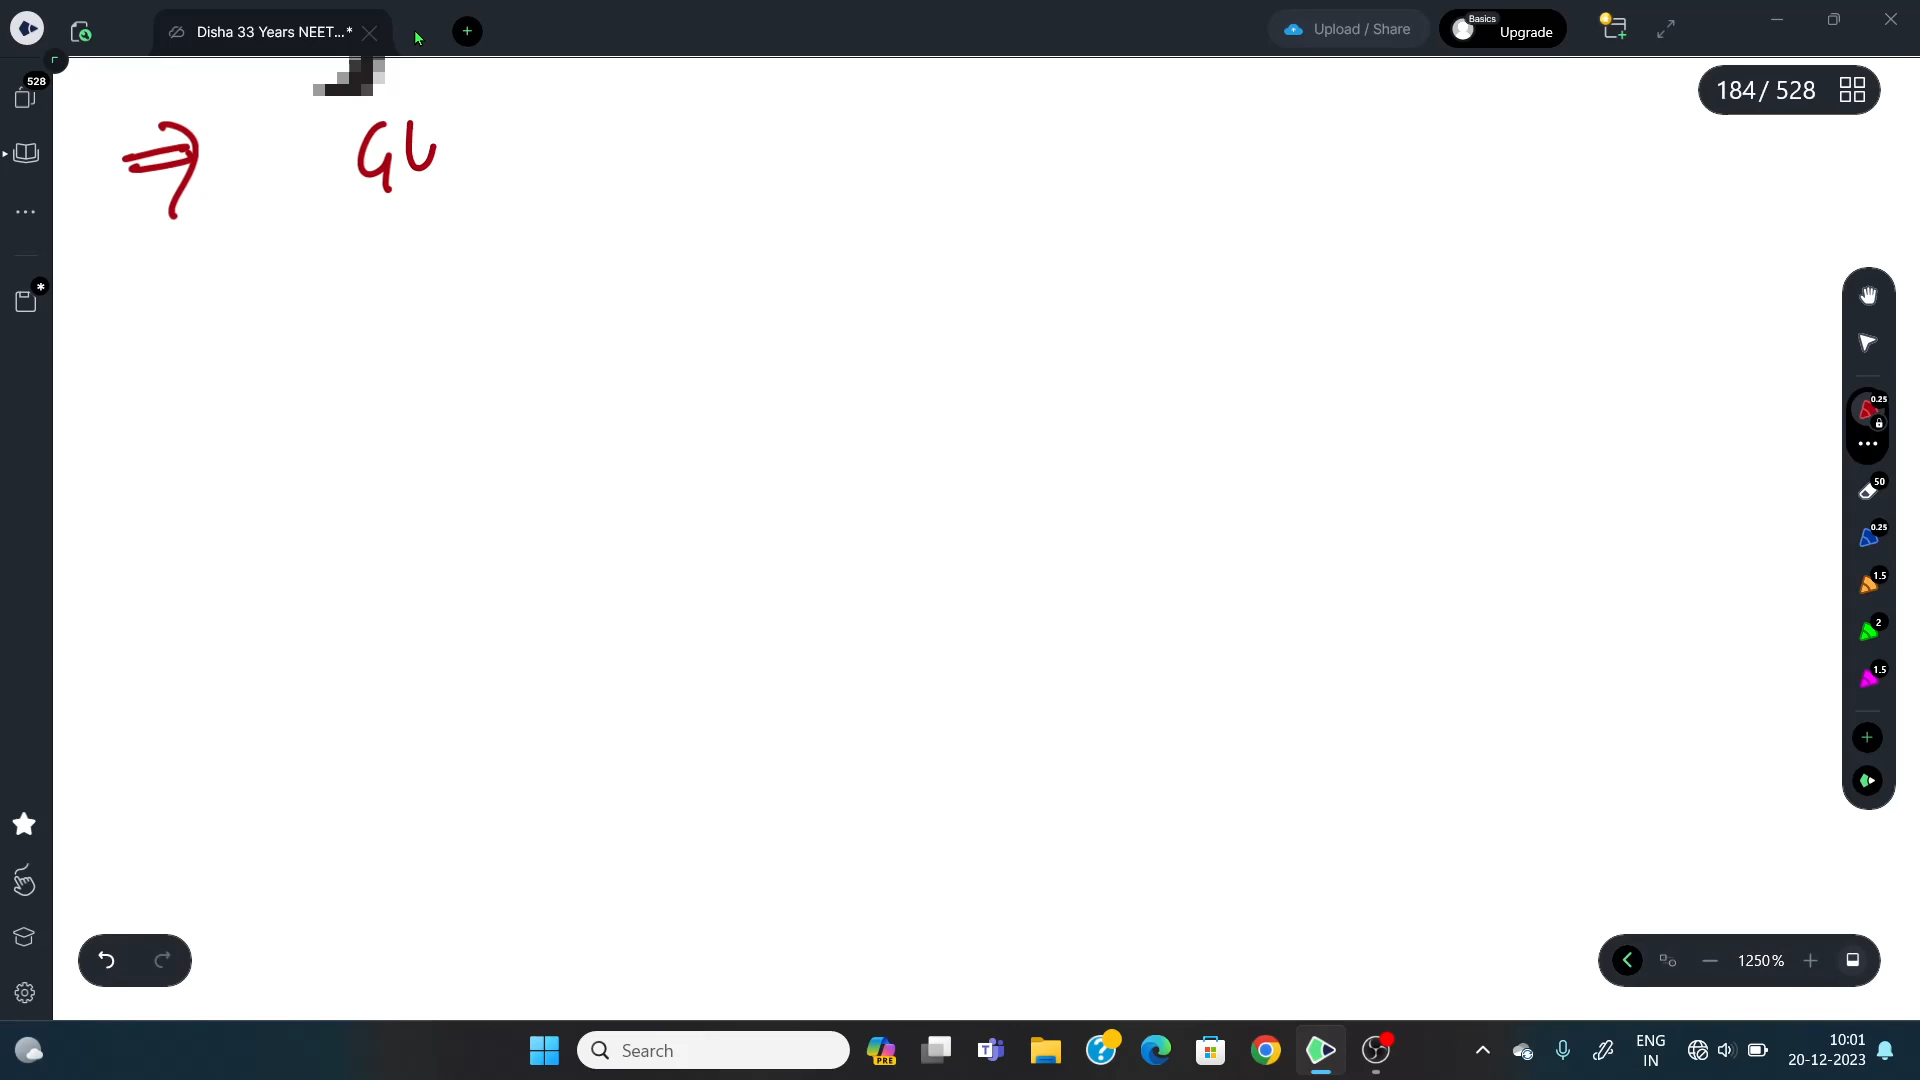 Disha 33 Years NEET...*
Upload / Share
Basics
Upgrade
528
184 / 528
⇒ GU
*
0.25
50
0.25
1.5
2
1.5
1250%
Search
PRE
ENG
IN
10:01
20-12-2023